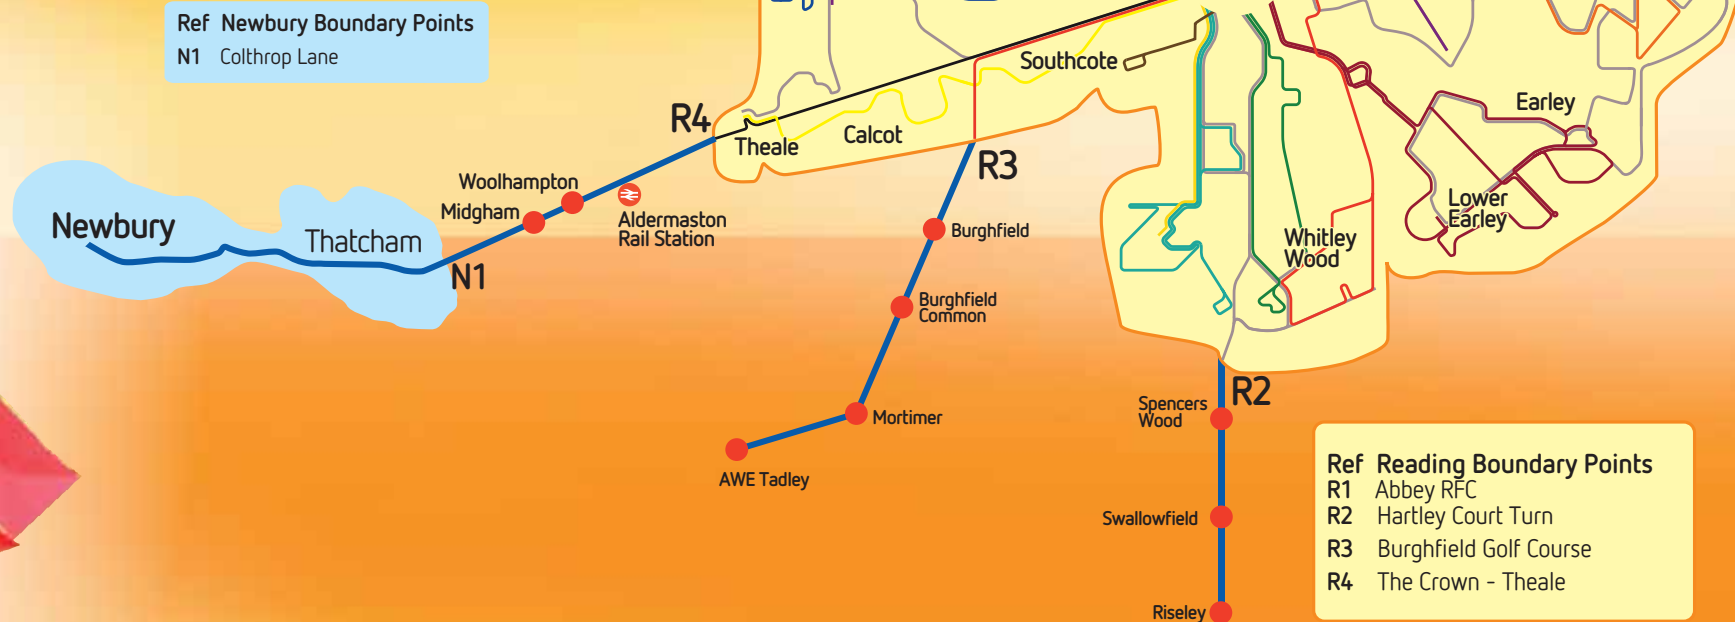 Ref Newbury Boundary Points
N1 Colthrop Lane
Southcote
Earley
R4
Theale
Calcot
R3
Woolhampton
Midgham
Aldermaston
Rail Station
Newbury
Thatcham
N1
Lower
Earley
Whitley
Wood
Burghfield
Burghfield
Common
Mortimer
AWE Tadley
R2
Spencers
Wood
Swallowfield
Riseley
Ref Reading Boundary Points
R1 Abbey RFC
R2 Hartley Court Turn
R3 Burghfield Golf Course
R4 The Crown - Theale